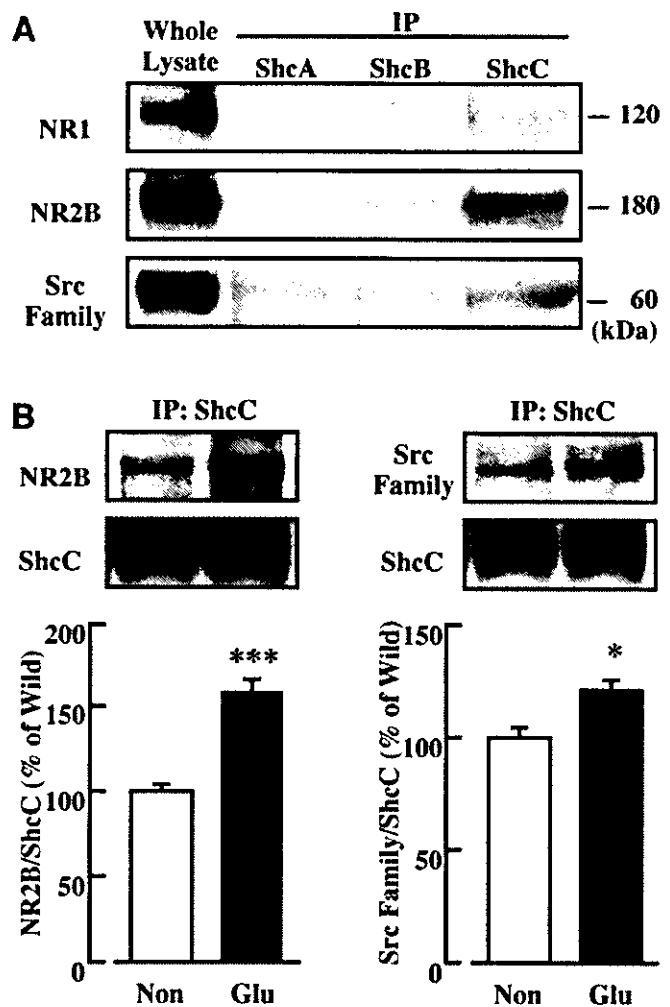 A
Whole Lysate
IP
ShcA ShcB ShcC
NR1
120
NR2B
180
Src Family
60 (kDa)
B
IP: ShcC
NR2B
ShcC
200
150
100
50
0
NR2B/ShcC (% of Wild)
***
Non Glu
IP: ShcC
Src Family
ShcC
150
100
50
0
Src Family/ShcC (% of Wild)
*
Non Glu